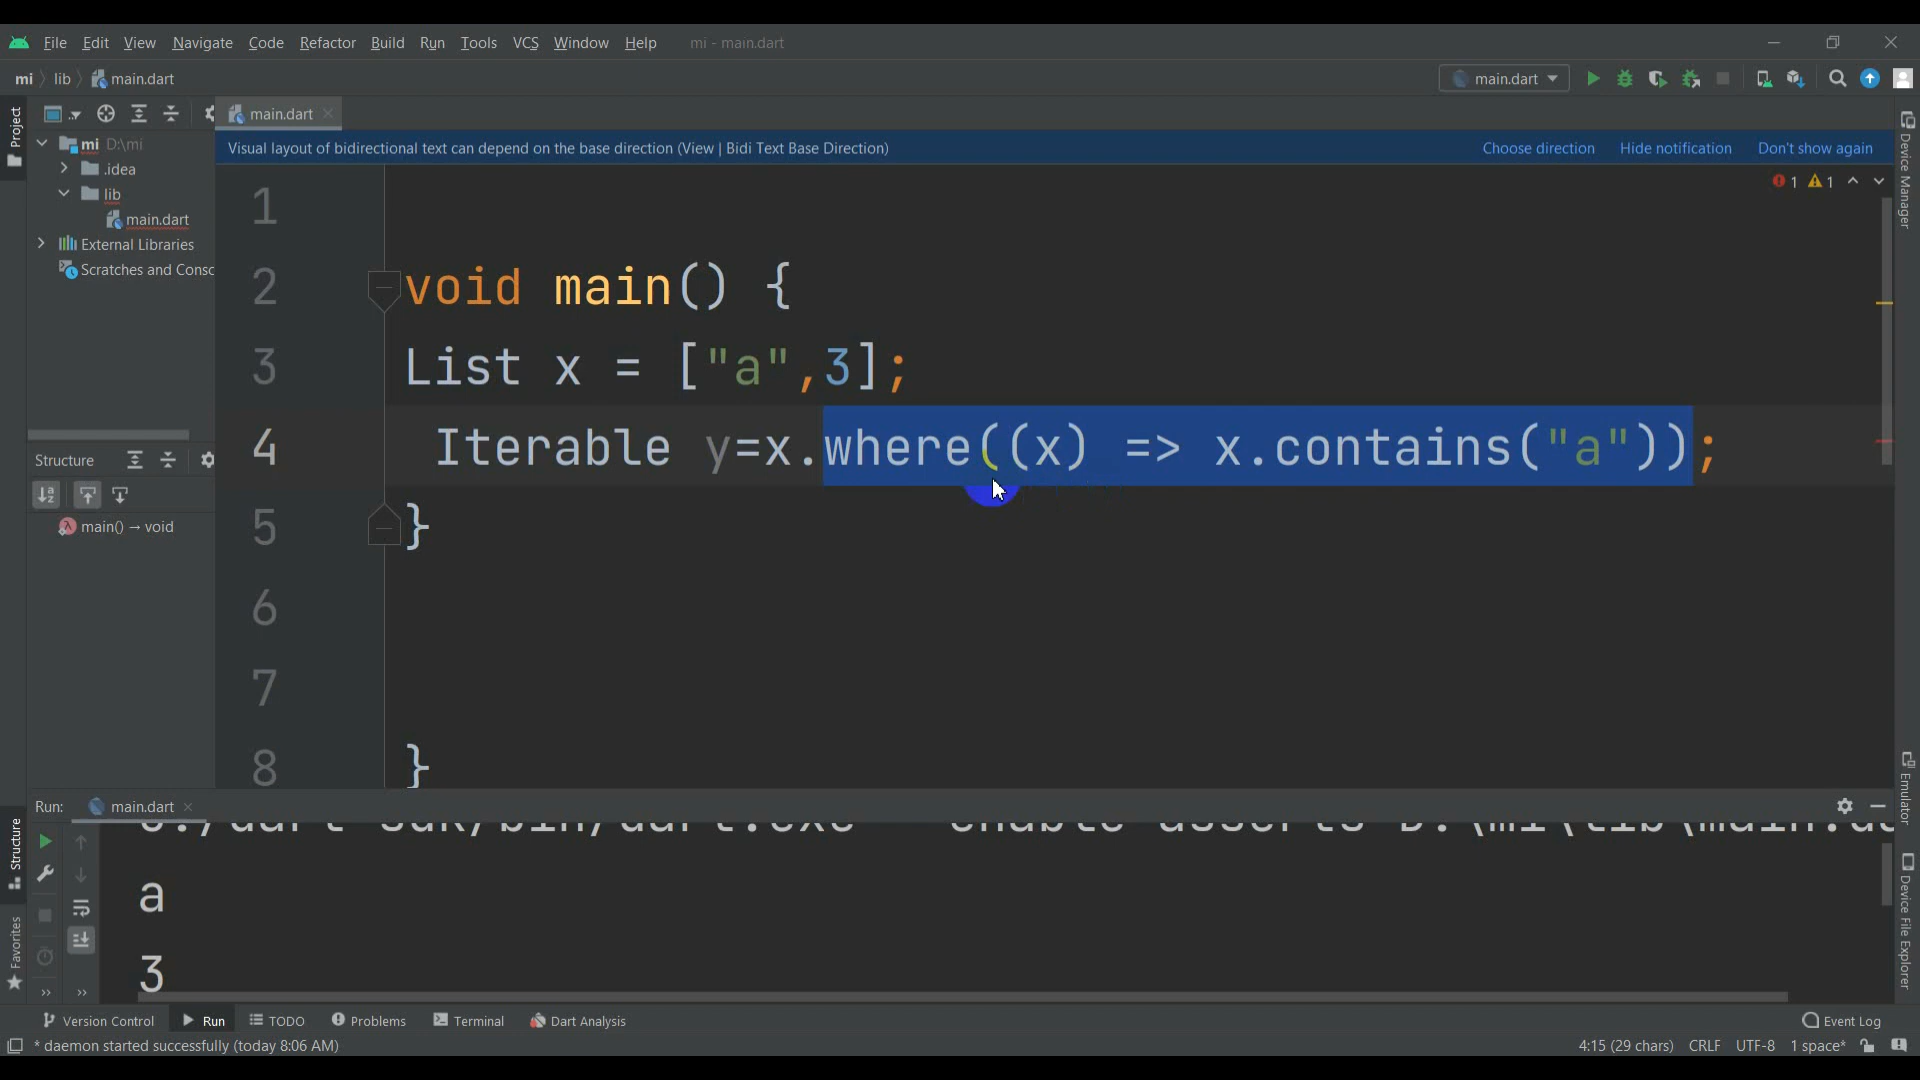 File Edit View Navigate Code Refactor Build Run Tools VCS Window Help mi - main.dart
mi lib main.dart main.dart
Project
main.dart
mi D:\mi
.idea
lib
main.dart
External Libraries
Scratches and Consc
Visual layout of bidirectional text can depend on the base direction (View | Bidi Text Base Direction) Choose direction Hide notification Don't show again
1 1
1
2 void main() {
3 List x = ["a",3];
4 Iterable y=x.where((x) => x.contains("a"));
5 }
6
7
8 }
Structure
main() → void
Device Manager
Emulator
Device File Explorer
Structure
Favorites
Run: main.dart
a
3
Version Control Run TODO Problems Terminal Dart Analysis Event Log
* daemon started successfully (today 8:06 AM) 4:15 (29 chars) CRLF UTF-8 1 space*